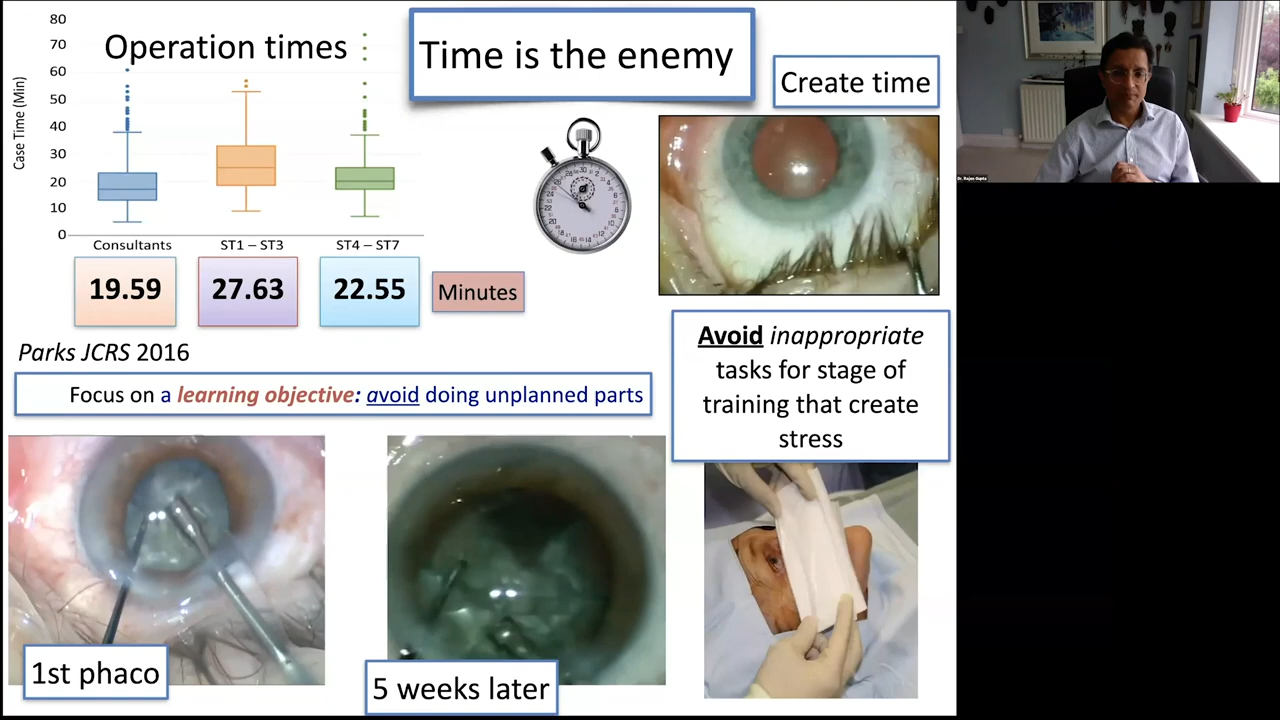 Operation times
Time is the enemy
Create time
80
70
60
50
40
30
20
10
0
Case Time (Min)
Consultants
ST1 – ST3
ST4 – ST7
19.59
27.63
22.55
Minutes
Parks JCRS 2016
Focus on a learning objective: avoid doing unplanned parts
Avoid inappropriate
tasks for stage of
training that create
stress
1st phaco
5 weeks later
Dr. Rajen Gupta